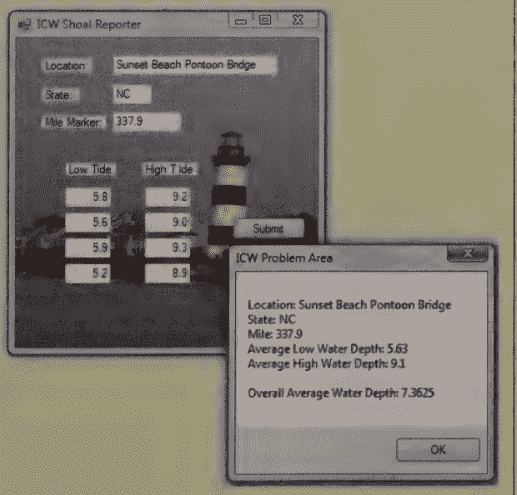 ICW Shoal Reporter
Location: Sunset Beach Pontoon Bridge
State: NC
Mile Marker: 337.9
Low Tide High Tide
5.8 9.2
5.6 9.0
5.9 9.3
5.2 8.9
Submit
ICW Problem Area
Location: Sunset Beach Pontoon Bridge
State: NC
Mile: 337.9
Average Low Water Depth: 5.63
Average High Water Depth: 9.1
Overall Average Water Depth: 7.3625
OK